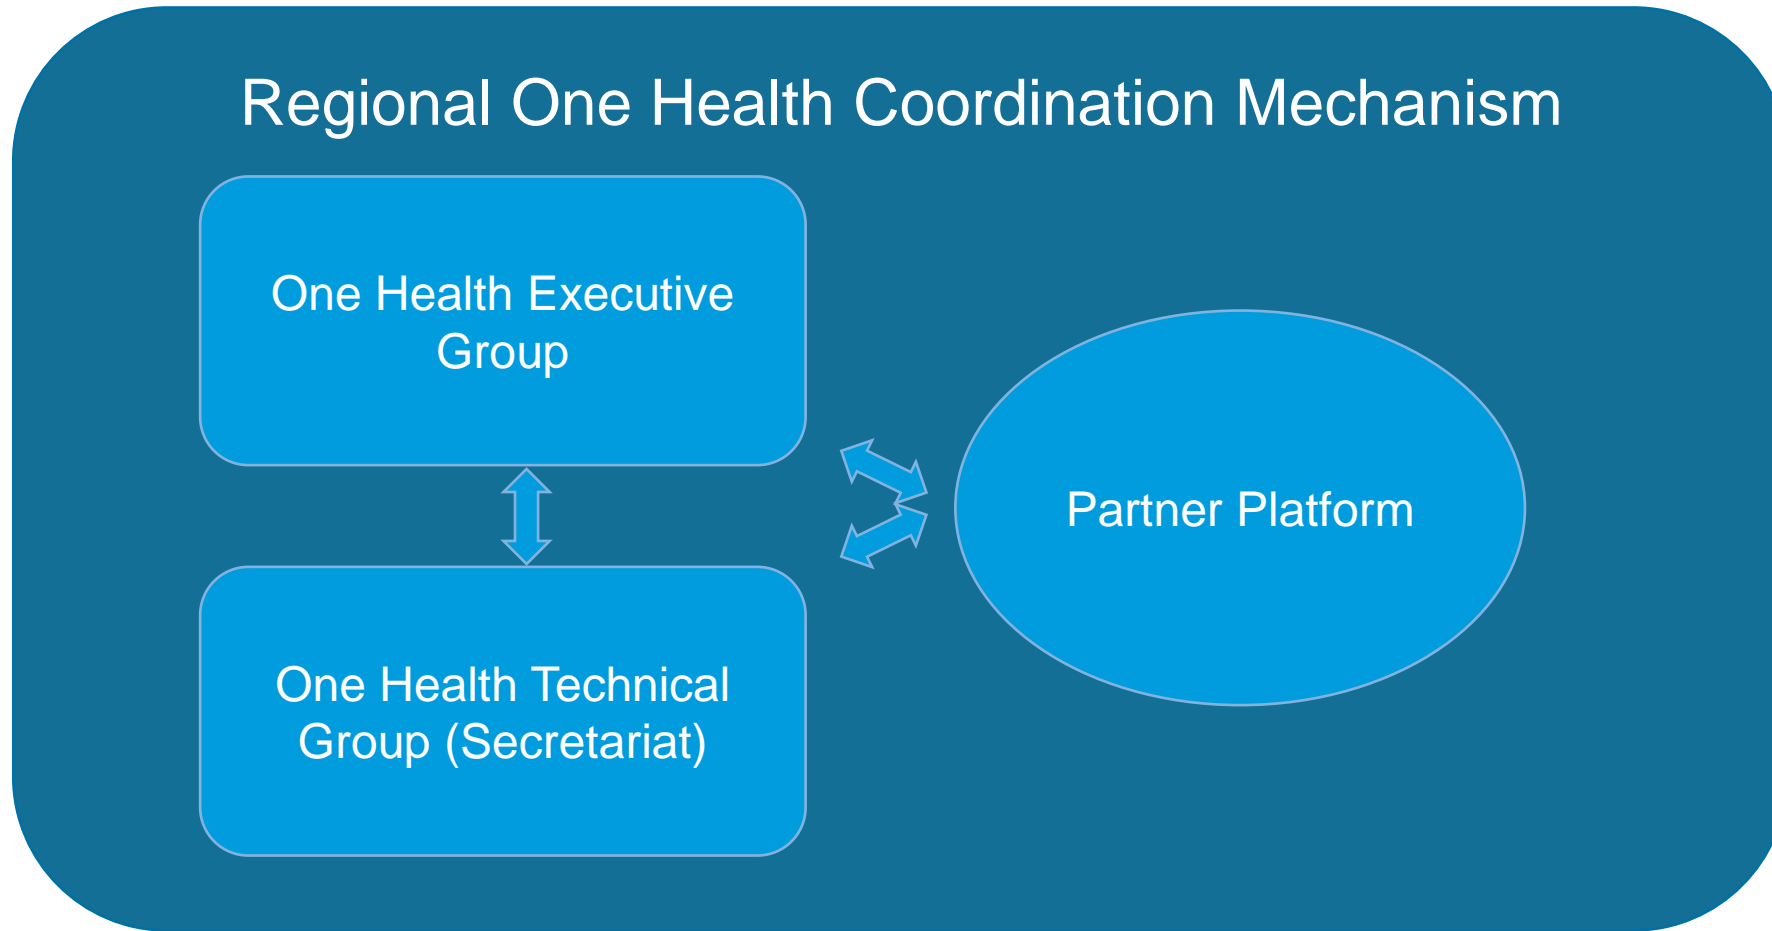 Regional One Health Coordination Mechanism
One Health Executive
Group
Partner Platform
One Health Technical
Group (Secretariat)